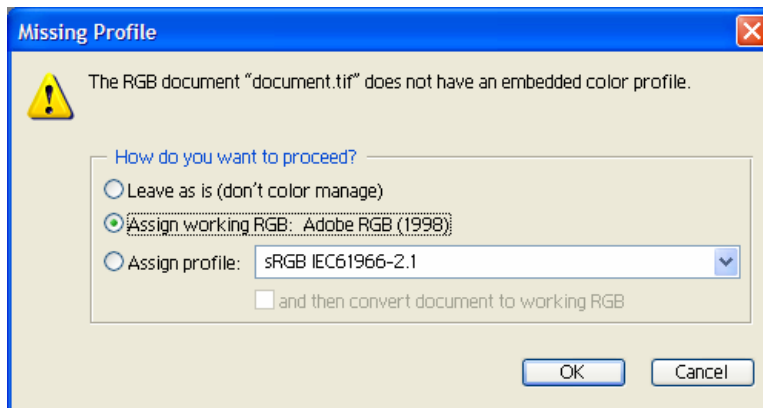 Missing Profile
The RGB document “document.tif” does not have an embedded color profile.
How do you want to proceed?
Leave as is (don't color manage)
Assign working RGB: Adobe RGB (1998)
Assign profile: sRGB IEC61966-2.1
and then convert document to working RGB
OK Cancel